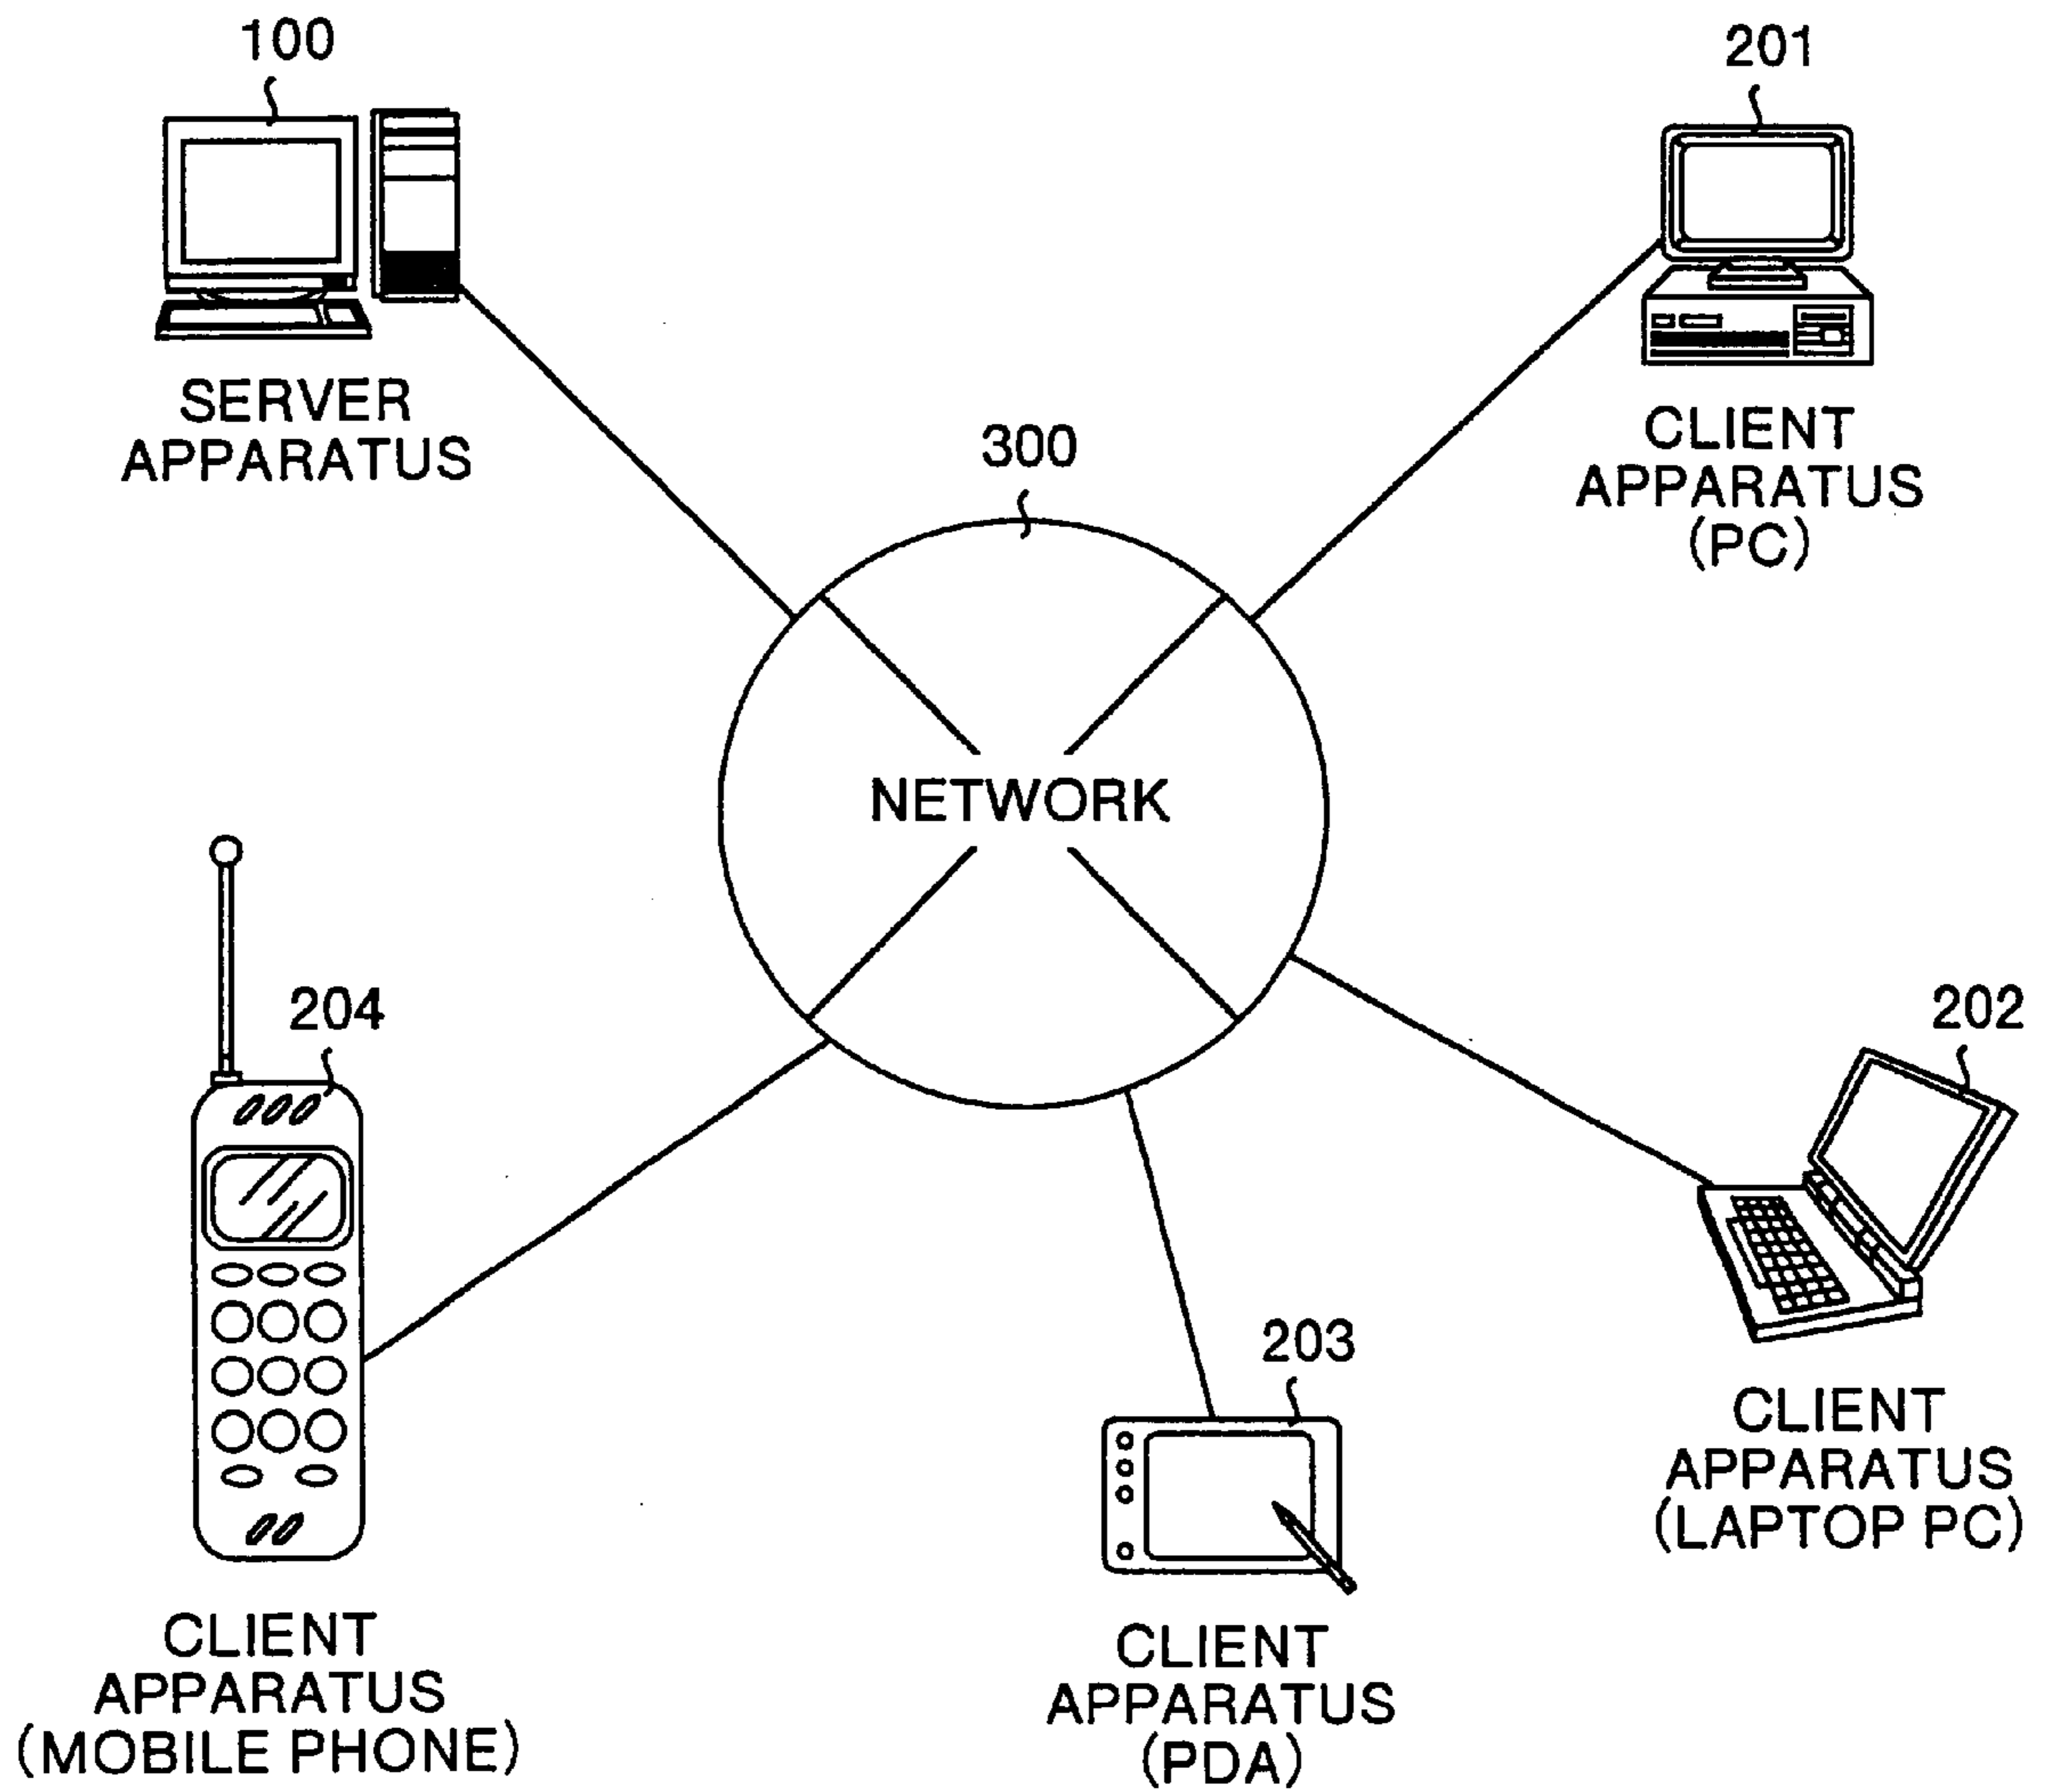 100
SERVER
APPARATUS
201
CLIENT
APPARATUS
(PC)
300
NETWORK
204
CLIENT
APPARATUS
(MOBILE PHONE)
203
CLIENT
APPARATUS
(PDA)
202
CLIENT
APPARATUS
(LAPTOP PC)